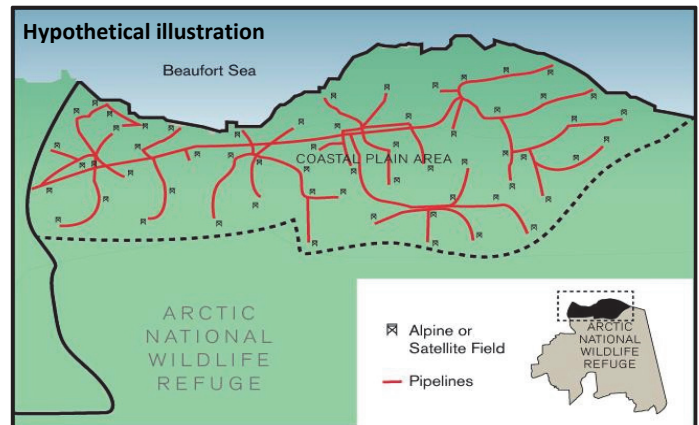 Hypothetical illustration
Beaufort Sea
COASTAL PLAIN AREA
ARCTIC
NATIONAL
WILDLIFE
REFUGE
Alpine or
Satellite Field
Pipelines
ARCTIC
NATIONAL
WILDLIFE
REFUGE